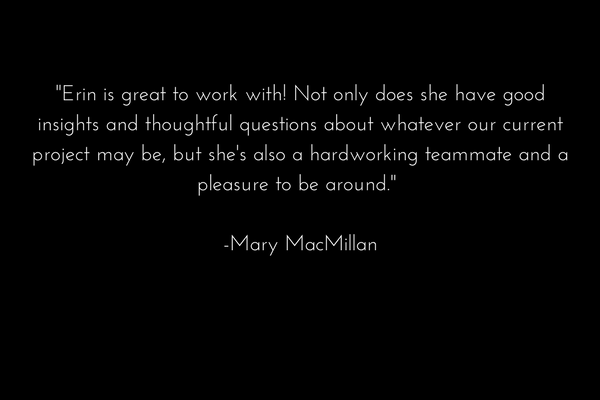 "Erin is great to work with! Not only does she have good
insights and thoughtful questions about whatever our current
project may be, but she's also a hardworking teammate and a
pleasure to be around."
-Mary MacMillan